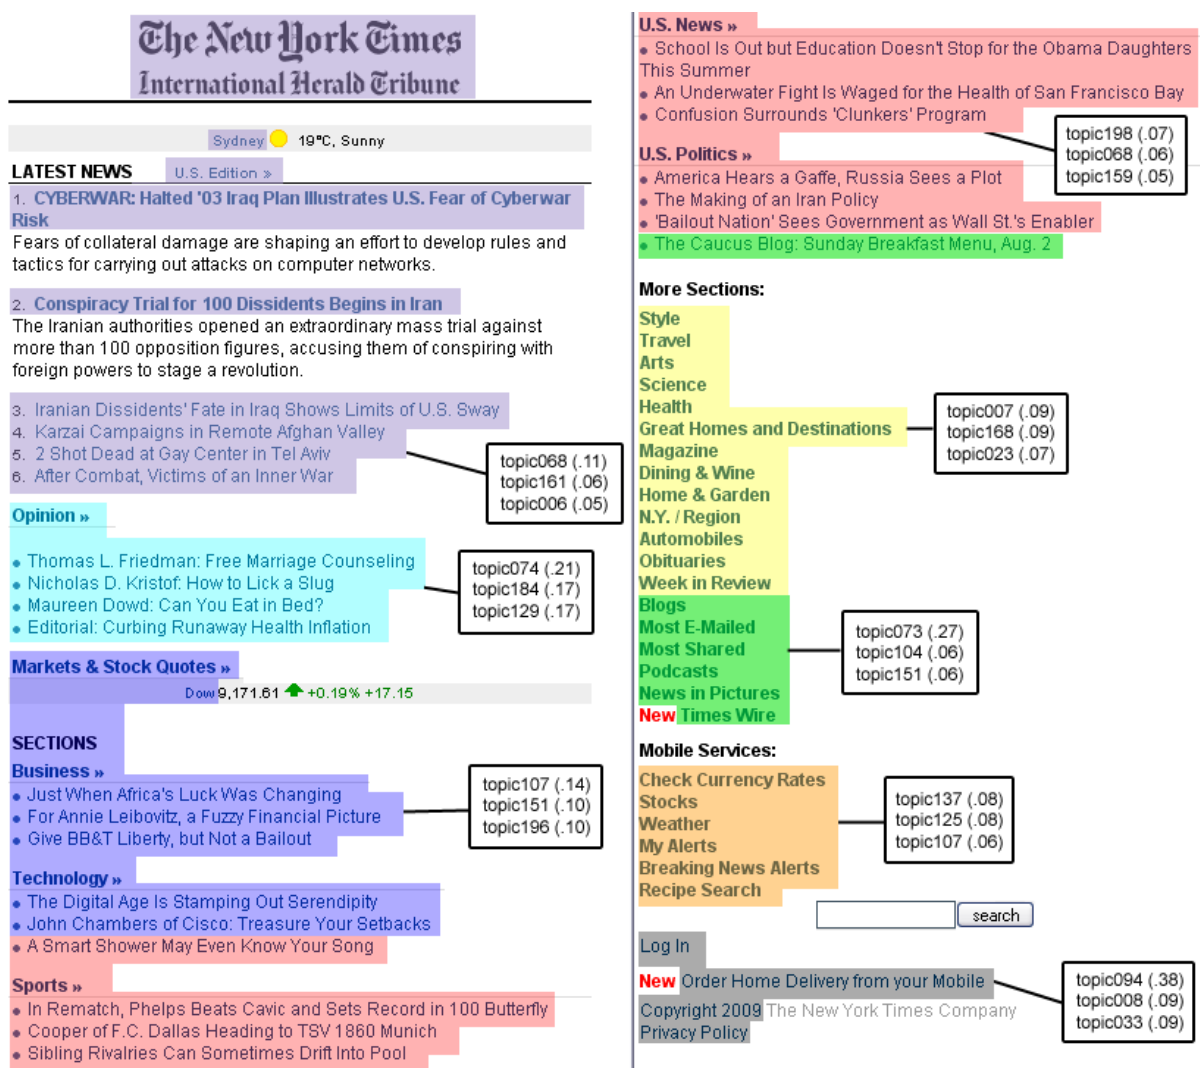 The New York Times
International Herald Tribune
Sydney 19°C, Sunny
LATEST NEWS U.S. Edition »
1. CYBERWAR: Halted '03 Iraq Plan Illustrates U.S. Fear of Cyberwar
Risk
Fears of collateral damage are shaping an effort to develop rules and
tactics for carrying out attacks on computer networks.
2. Conspiracy Trial for 100 Dissidents Begins in Iran
The Iranian authorities opened an extraordinary mass trial against
more than 100 opposition figures, accusing them of conspiring with
foreign powers to stage a revolution.
3. Iranian Dissidents' Fate in Iraq Shows Limits of U.S. Sway
4. Karzai Campaigns in Remote Afghan Valley
5. 2 Shot Dead at Gay Center in Tel Aviv
6. After Combat, Victims of an Inner War
topic068 (.11)
topic161 (.06)
topic006 (.05)
Opinion »
• Thomas L. Friedman: Free Marriage Counseling
• Nicholas D. Kristof: How to Lick a Slug
• Maureen Dowd: Can You Eat in Bed?
• Editorial: Curbing Runaway Health Inflation
topic074 (.21)
topic184 (.17)
topic129 (.17)
Markets & Stock Quotes »
Dow 9,171.61 +0.19% +17.15
SECTIONS
Business »
• Just When Africa's Luck Was Changing
• For Annie Leibovitz, a Fuzzy Financial Picture
• Give BB&T Liberty, but Not a Bailout
topic107 (.14)
topic151 (.10)
topic196 (.10)
Technology »
• The Digital Age Is Stamping Out Serendipity
• John Chambers of Cisco: Treasure Your Setbacks
• A Smart Shower May Even Know Your Song
Sports »
• In Rematch, Phelps Beats Cavic and Sets Record in 100 Butterfly
• Cooper of F.C. Dallas Heading to TSV 1860 Munich
• Sibling Rivalries Can Sometimes Drift Into Pool
U.S. News »
• School Is Out but Education Doesn't Stop for the Obama Daughters
This Summer
• An Underwater Fight Is Waged for the Health of San Francisco Bay
• Confusion Surrounds 'Clunkers' Program
topic198 (.07)
topic068 (.06)
topic159 (.05)
U.S. Politics »
• America Hears a Gaffe, Russia Sees a Plot
• The Making of an Iran Policy
• 'Bailout Nation' Sees Government as Wall St.'s Enabler
• The Caucus Blog: Sunday Breakfast Menu, Aug. 2
More Sections:
Style
Travel
Arts
Science
Health
Great Homes and Destinations
Magazine
Dining & Wine
Home & Garden
N.Y. / Region
Automobiles
Obituaries
Week in Review
topic007 (.09)
topic168 (.09)
topic023 (.07)
Blogs
Most E-Mailed
Most Shared
Podcasts
News in Pictures
New Times Wire
topic073 (.27)
topic104 (.06)
topic151 (.06)
Mobile Services:
Check Currency Rates
Stocks
Weather
My Alerts
Breaking News Alerts
Recipe Search
topic137 (.08)
topic125 (.08)
topic107 (.06)
search
Log In
New Order Home Delivery from your Mobile
Copyright 2009 The New York Times Company
Privacy Policy
topic094 (.38)
topic008 (.09)
topic033 (.09)